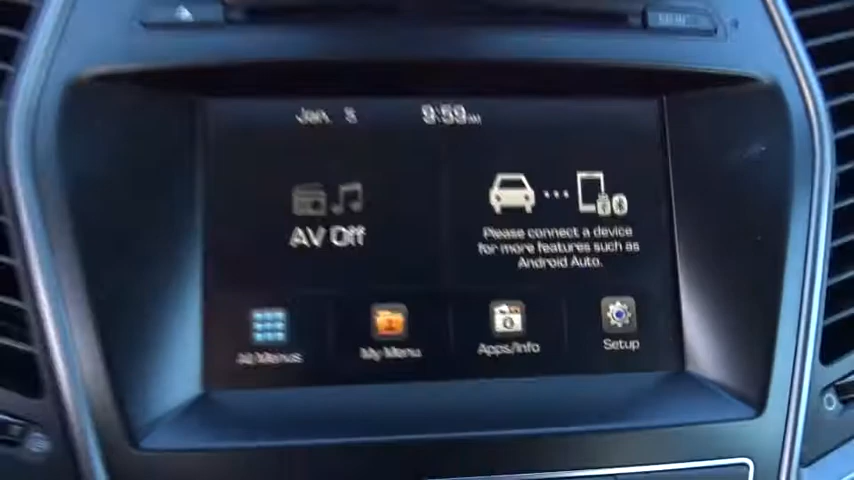 Jan. 5
9:59
AV Off
Please connect a device
for more features such as
Android Auto.
All Menus
My Menu
Apps/Info
Setup